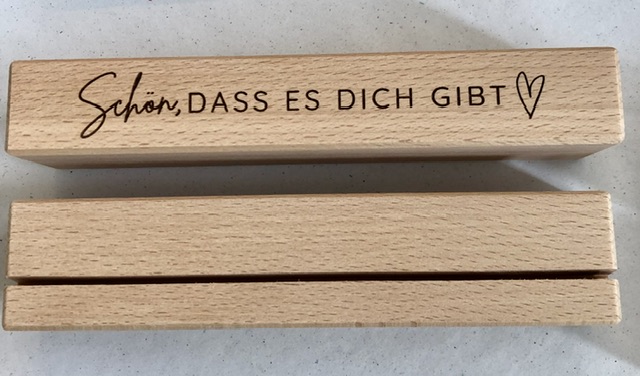 Schön, DASS ES DICH GIBT